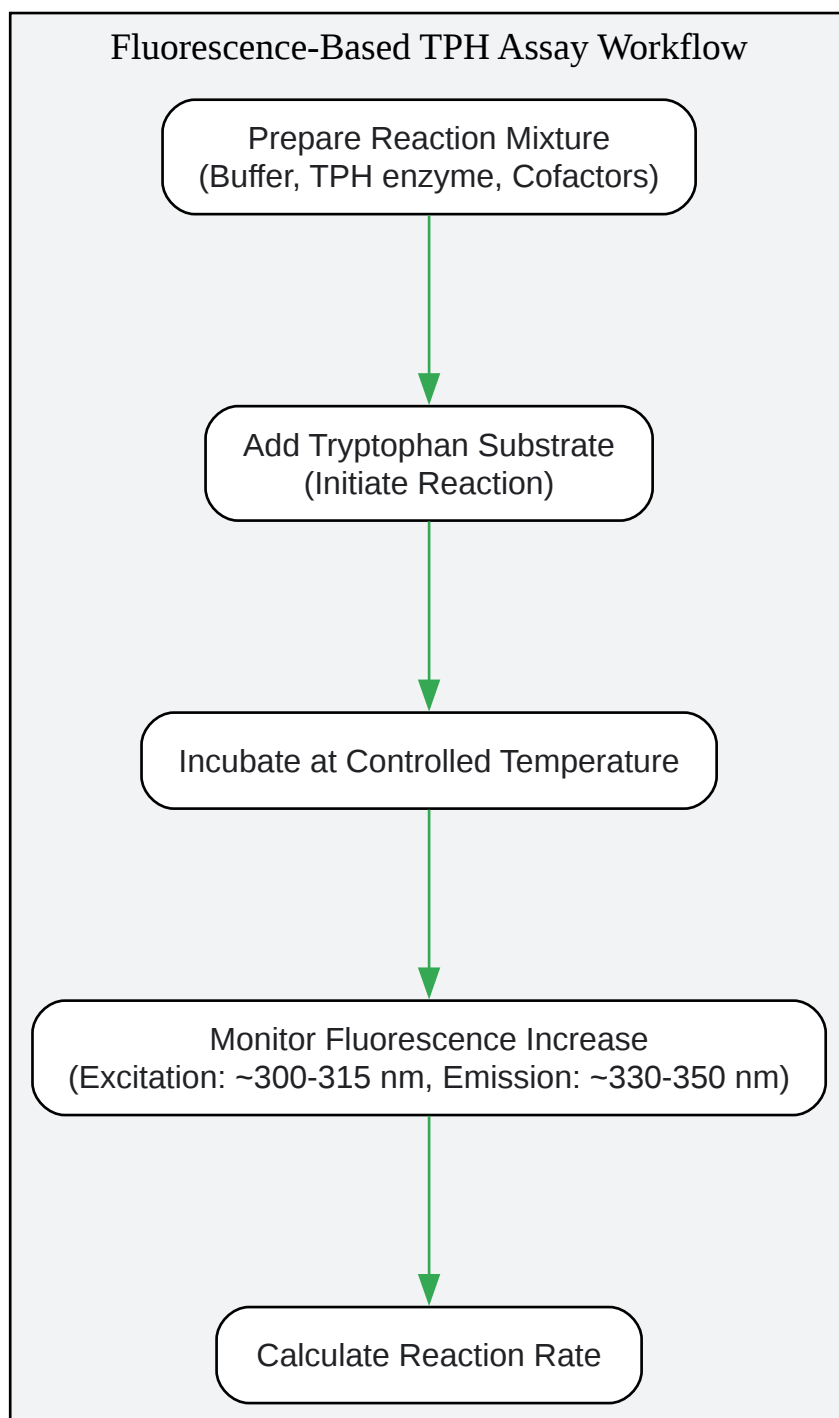 Fluorescence-Based TPH Assay Workflow
Prepare Reaction Mixture
(Buffer, TPH enzyme, Cofactors)
Add Tryptophan Substrate
(Initiate Reaction)
Incubate at Controlled Temperature
Monitor Fluorescence Increase
(Excitation: ~300-315 nm, Emission: ~330-350 nm)
Calculate Reaction Rate